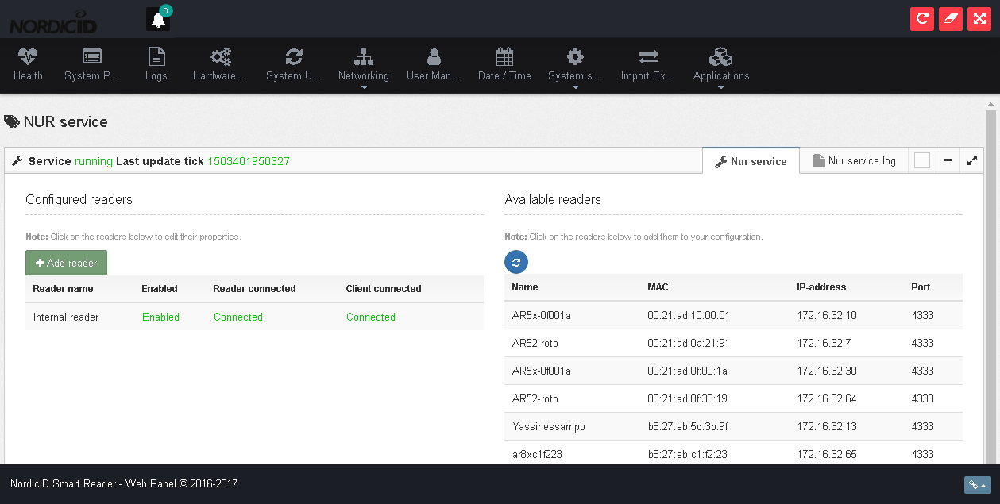 NORDICID
0
Health System P... Logs Hardware ... System U... Networking User Man... Date / Time System s... Import Ex... Applications
NUR service
Service running Last update tick 1503401950327
Nur service Nur service log
Configured readers
Note: Click on the readers below to edit their properties.
Add reader
Reader name Enabled Reader connected Client connected
Internal reader Enabled Connected Connected
Available readers
Note: Click on the readers below to add them to your configuration.
Name MAC IP-address Port
AR5x-0f001a 00:21:ad:10:00:01 172.16.32.10 4333
AR52-roto 00:21:ad:0a:21:91 172.16.32.7 4333
AR5x-0f001a 00:21:ad:0f:00:1a 172.16.32.30 4333
AR52-roto 00:21:ad:0f:30:19 172.16.32.64 4333
Yassinessampo b8:27:eb:5d:3b:9f 172.16.32.13 4333
ar8xc1f223 b8:27:eb:c1:f2:23 172.16.32.65 4333
NordicID Smart Reader - Web Panel © 2016-2017